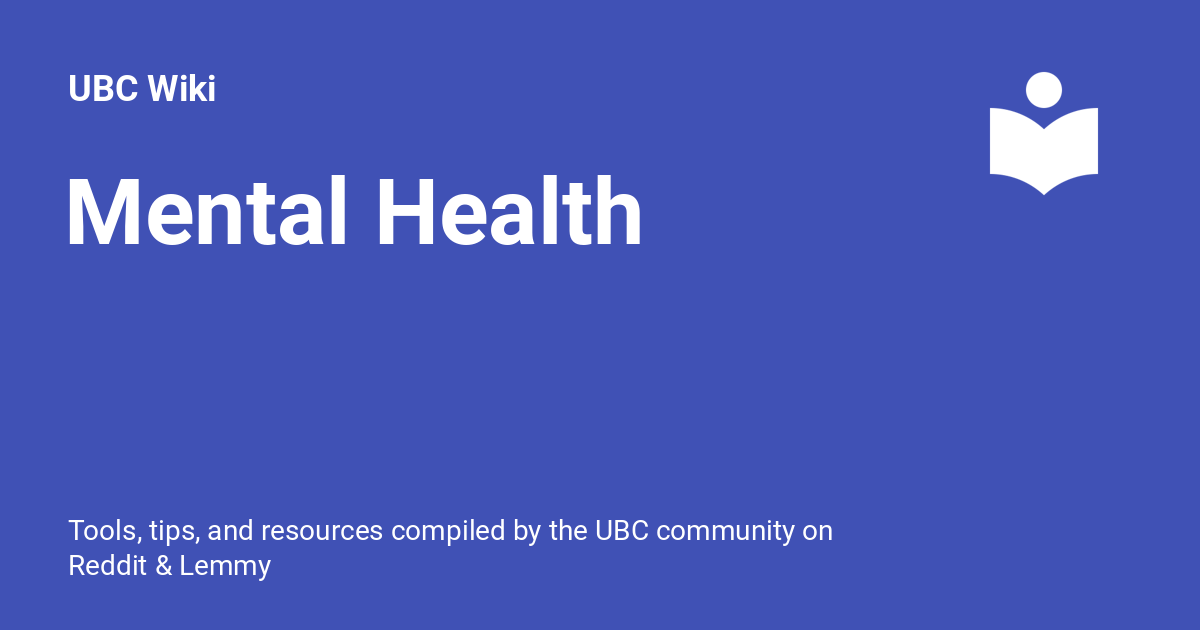 UBC Wiki
Mental Health
Tools, tips, and resources compiled by the UBC community on
Reddit & Lemmy